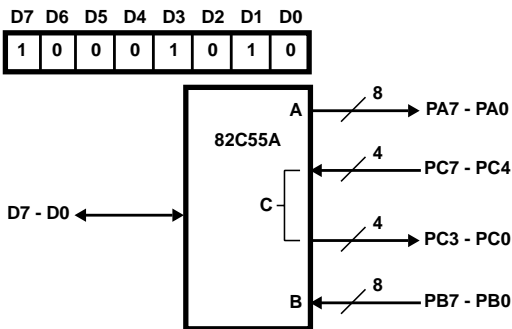 D7 D6 D5 D4 D3 D2 D1 D0
1 0 0 0 1 0 1 0
A
8
PA7 - PA0
82C55A
4
PC7 - PC4
C
D7 - D0
4
PC3 - PC0
B
8
PB7 - PB0